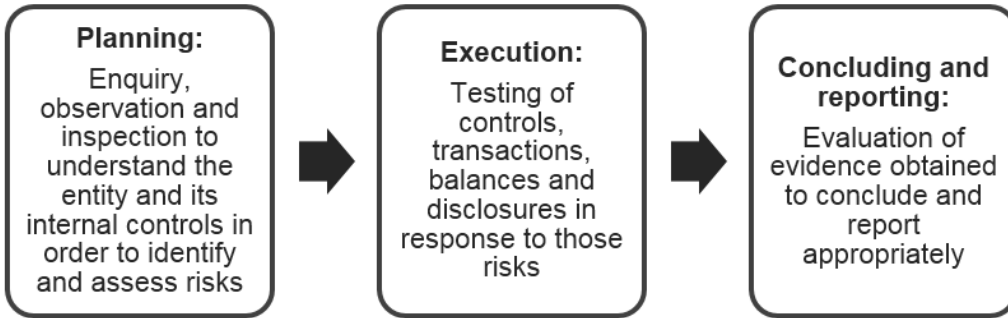 Planning:
Enquiry,
observation and
inspection to
understand the
entity and its
internal controls in
order to identify
and assess risks
Execution:
Testing of
controls,
transactions,
balances and
disclosures in
response to those
risks
Concluding and
reporting:
Evaluation of
evidence obtained
to conclude and
report
appropriately